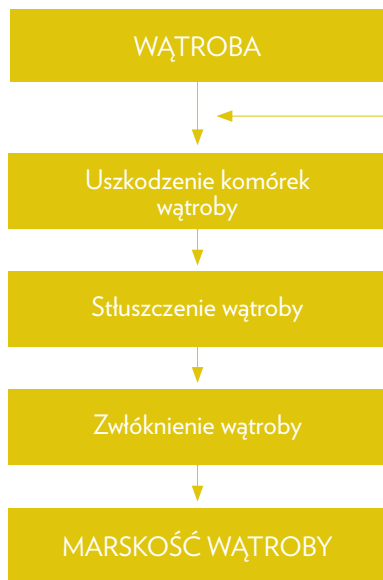 WĄTROBA
Uszkodzenie komórek
wątroby
Stłuszczenie wątroby
Zwłóknienie wątroby
MARSKOŚĆ WĄTROBY